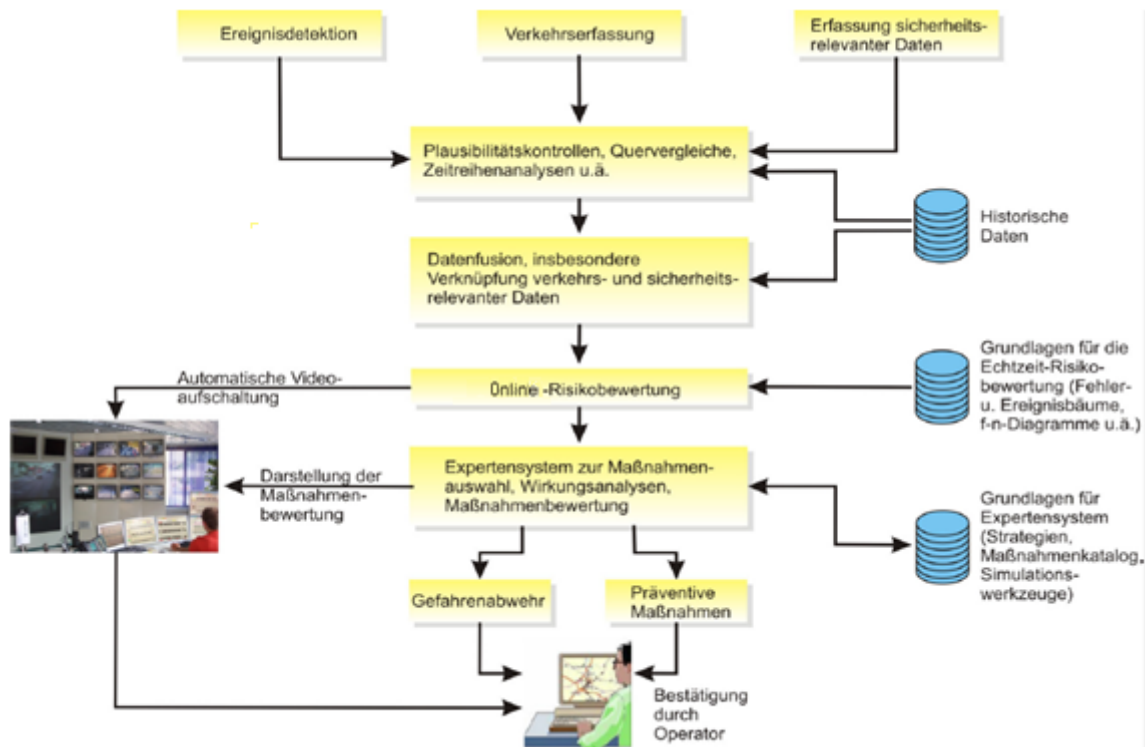 Ereignisdetektion
Verkehrserfassung
Erfassung sicherheits-
relevanter Daten
Plausibilitätskontrollen, Quervergleiche,
Zeitreihenanalysen u.ä.
Historische
Daten
Datenfusion, insbesondere
Verknüpfung verkehrs- und sicherheits-
relevanter Daten
Automatische Video-
aufschaltung
Online -Risikobewertung
Grundlagen für die
Echtzeit-Risiko-
bewertung (Fehler-
u. Ereignisbäume,
f-n-Diagramme u.ä.)
Darstellung der
Maßnahmen-
bewertung
Expertensystem zur Maßnahmen-
auswahl, Wirkungsanalysen,
Maßnahmenbewertung
Grundlagen für
Expertensystem
(Strategien,
Maßnahmenkatalog,
Simulations-
werkzeuge)
Gefahrenabwehr
Präventive
Maßnahmen
Bestätigung
durch
Operator